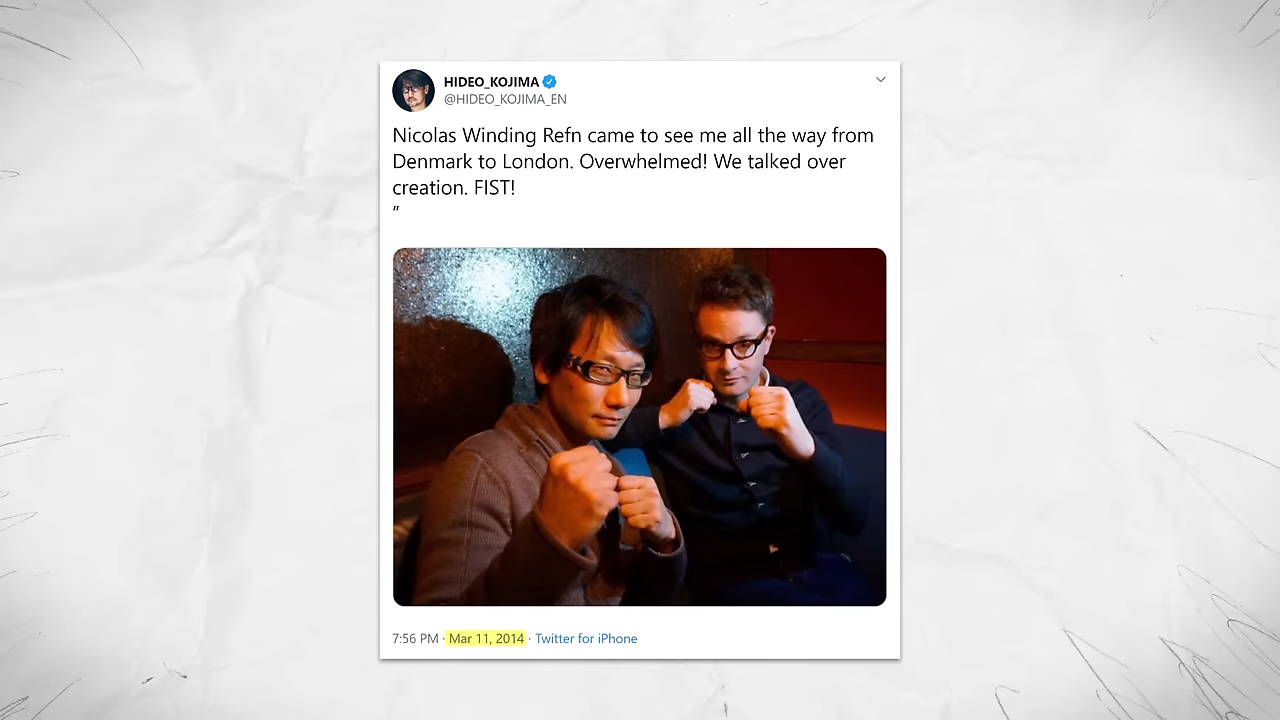 HIDEO_KOJIMA
@HIDEO_KOJIMA_EN
Nicolas Winding Refn came to see me all the way from
Denmark to London. Overwhelmed! We talked over
creation. FIST!
"
7:56 PM · Mar 11, 2014 · Twitter for iPhone